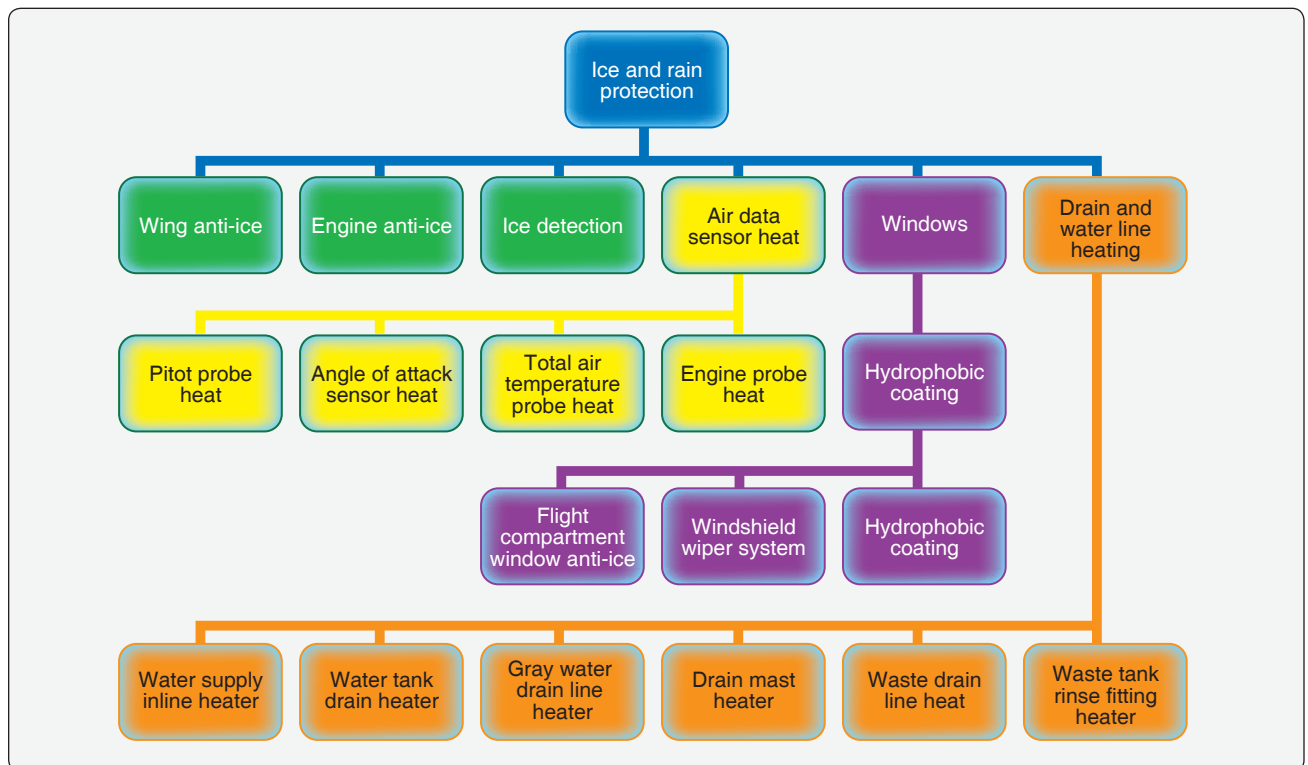 Ice and rain
protection
Wing anti-ice
Engine anti-ice
Ice detection
Air data
sensor heat
Windows
Drain and
water line
heating
Pitot probe
heat
Angle of attack
sensor heat
Total air
temperature
probe heat
Engine probe
heat
Hydrophobic
coating
Flight
compartment
window anti-ice
Windshield
wiper system
Hydrophobic
coating
Water supply
inline heater
Water tank
drain heater
Gray water
drain line
heater
Drain mast
heater
Waste drain
line heat
Waste tank
rinse fitting
heater